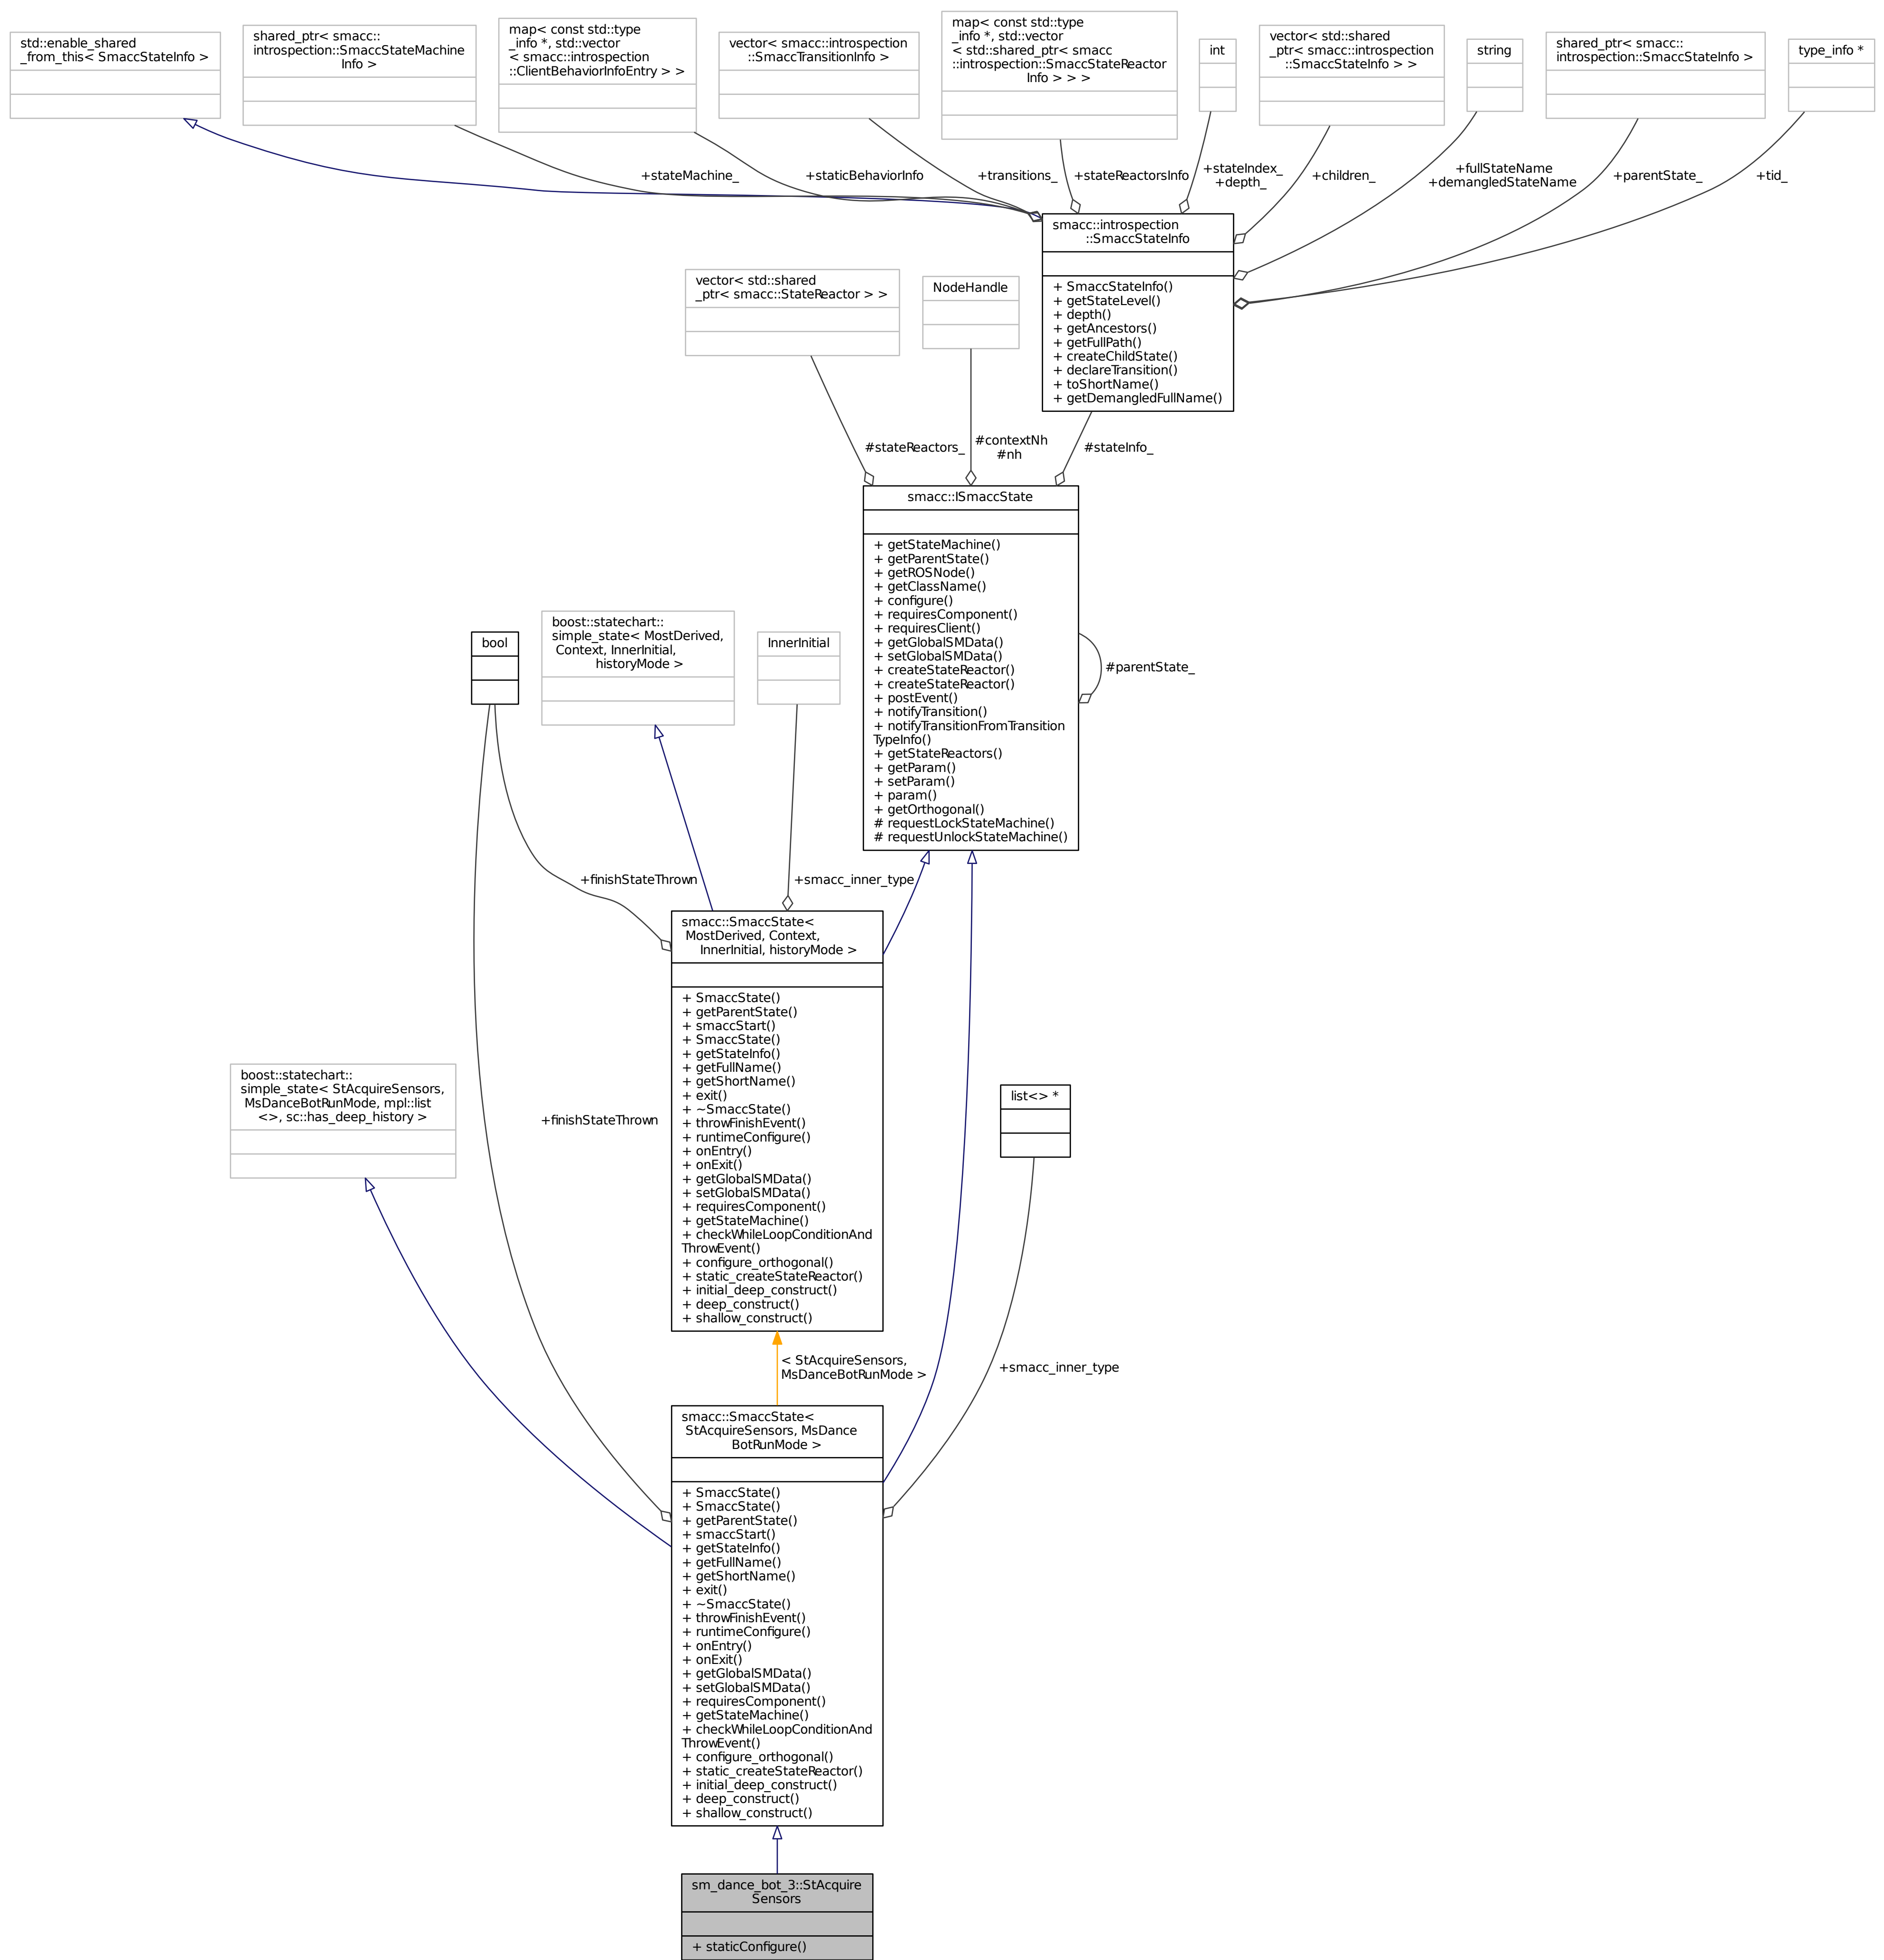 std::enable_shared
_from_this< SmaccStateInfo >
shared_ptr< smacc::
introspection::SmaccStateMachine
Info >
map< const std::type
_info *, std::vector
< smacc::introspection
::ClientBehaviorInfoEntry > >
vector< smacc::introspection
::SmaccTransitionInfo >
map< const std::type
_info *, std::vector
< std::shared_ptr< smacc
::introspection::SmaccStateReactor
Info > > >
int
vector< std::shared
_ptr< smacc::introspection
::SmaccStateInfo > >
string
shared_ptr< smacc::
introspection::SmaccStateInfo >
type_info *
+stateMachine_
+staticBehaviorInfo
+transitions_
+stateReactorsInfo
+stateIndex_
+depth_
+children_
+fullStateName
+demangledStateName
+parentState_
+tid_
smacc::introspection
::SmaccStateInfo
+ SmaccStateInfo()
+ getStateLevel()
+ depth()
+ getAncestors()
+ getFullPath()
+ createChildState()
+ declareTransition()
+ toShortName()
+ getDemangledFullName()
vector< std::shared
_ptr< smacc::StateReactor > >
NodeHandle
#stateReactors_
#contextNh
#nh
#stateInfo_
smacc::ISmaccState
+ getStateMachine()
+ getParentState()
+ getROSNode()
+ getClassName()
+ configure()
+ requiresComponent()
+ requiresClient()
+ getGlobalSMData()
+ setGlobalSMData()
+ createStateReactor()
+ createStateReactor()
+ postEvent()
+ notifyTransition()
+ notifyTransitionFromTransition
TypeInfo()
+ getStateReactors()
+ getParam()
+ setParam()
+ param()
+ getOrthogonal()
# requestLockStateMachine()
# requestUnlockStateMachine()
#parentState_
bool
boost::statechart::
simple_state< MostDerived,
Context, InnerInitial,
historyMode >
InnerInitial
+finishStateThrown
+smacc_inner_type
smacc::SmaccState<
MostDerived, Context,
InnerInitial, historyMode >
+ SmaccState()
+ getParentState()
+ smaccStart()
+ SmaccState()
+ getStateInfo()
+ getFullName()
+ getShortName()
+ exit()
+ ~SmaccState()
+ throwFinishEvent()
+ runtimeConfigure()
+ onEntry()
+ onExit()
+ getGlobalSMData()
+ setGlobalSMData()
+ requiresComponent()
+ getStateMachine()
+ checkWhileLoopConditionAnd
ThrowEvent()
+ configure_orthogonal()
+ static_createStateReactor()
+ initial_deep_construct()
+ deep_construct()
+ shallow_construct()
boost::statechart::
simple_state< StAcquireSensors,
MsDanceBotRunMode, mpl::list
<>, sc::has_deep_history >
+finishStateThrown
list<> *
< StAcquireSensors,
MsDanceBotRunMode >
+smacc_inner_type
smacc::SmaccState<
StAcquireSensors, MsDance
BotRunMode >
+ SmaccState()
+ SmaccState()
+ getParentState()
+ smaccStart()
+ getStateInfo()
+ getFullName()
+ getShortName()
+ exit()
+ ~SmaccState()
+ throwFinishEvent()
+ runtimeConfigure()
+ onEntry()
+ onExit()
+ getGlobalSMData()
+ setGlobalSMData()
+ requiresComponent()
+ getStateMachine()
+ checkWhileLoopConditionAnd
ThrowEvent()
+ configure_orthogonal()
+ static_createStateReactor()
+ initial_deep_construct()
+ deep_construct()
+ shallow_construct()
sm_dance_bot_3::StAcquire
Sensors
+ staticConfigure()